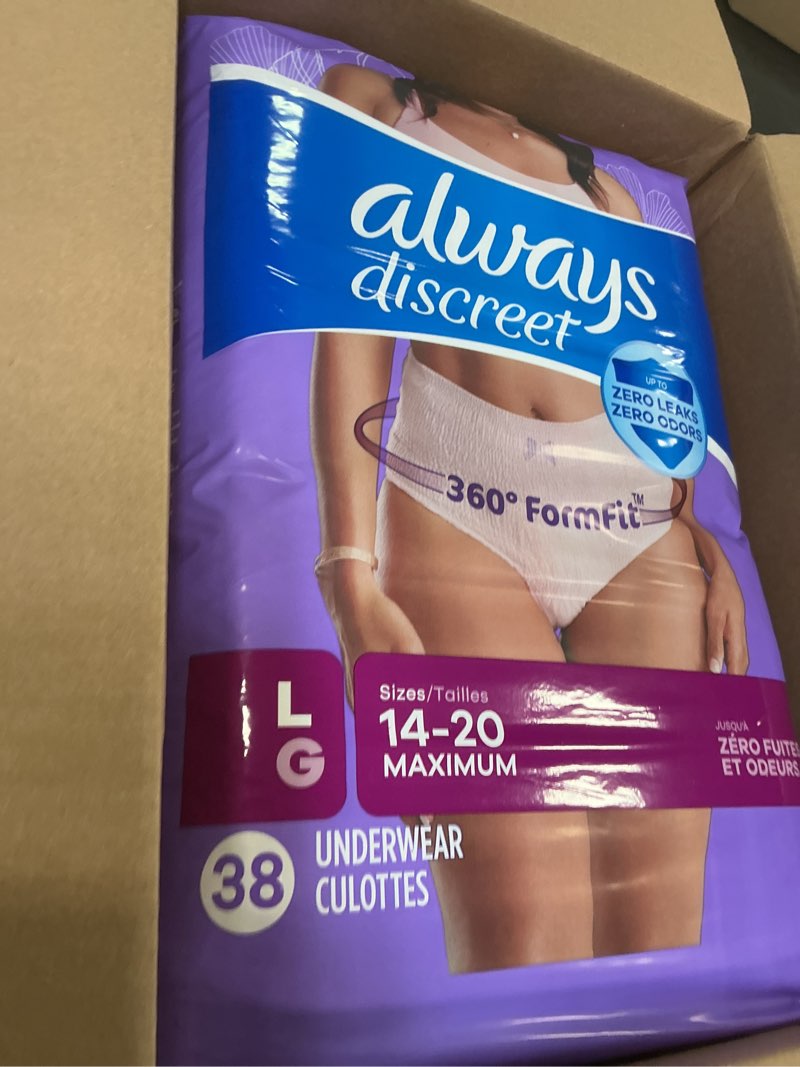 always
discreet
UP TO
ZERO LEAKS
ZERO ODORS
360° FormFit™
L
G
Sizes/Tailles
14-20
MAXIMUM
JUSQU'À
ZÉRO FUITE
ET ODEURS
38
UNDERWEAR
CULOTTES